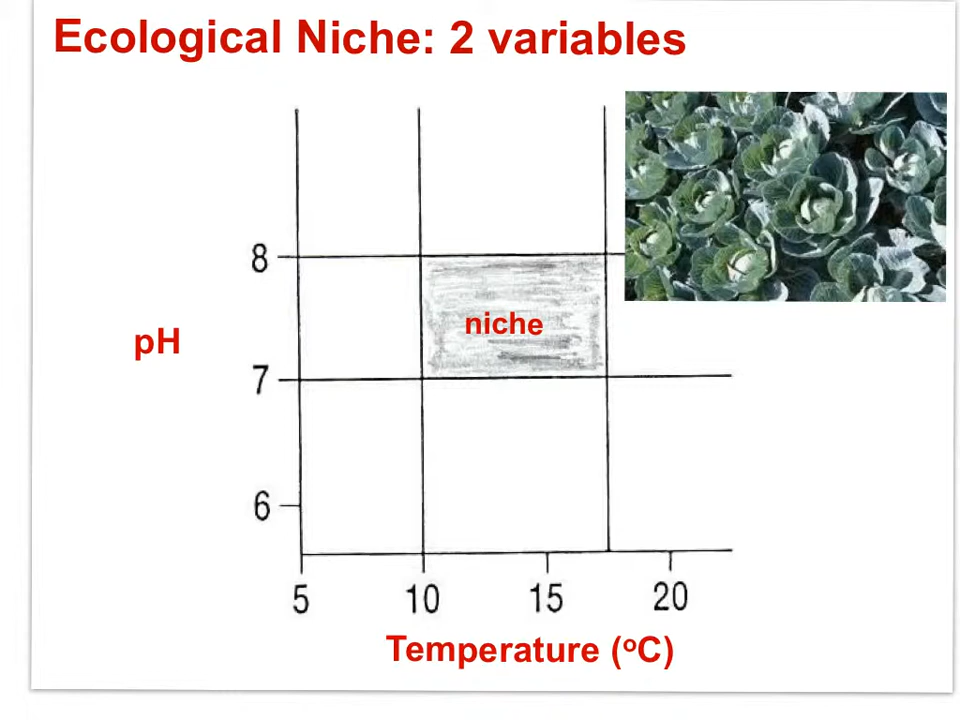 Ecological Niche: 2 variables
8
niche
pH
7
6
5 10 15 20
Temperature (ºC)